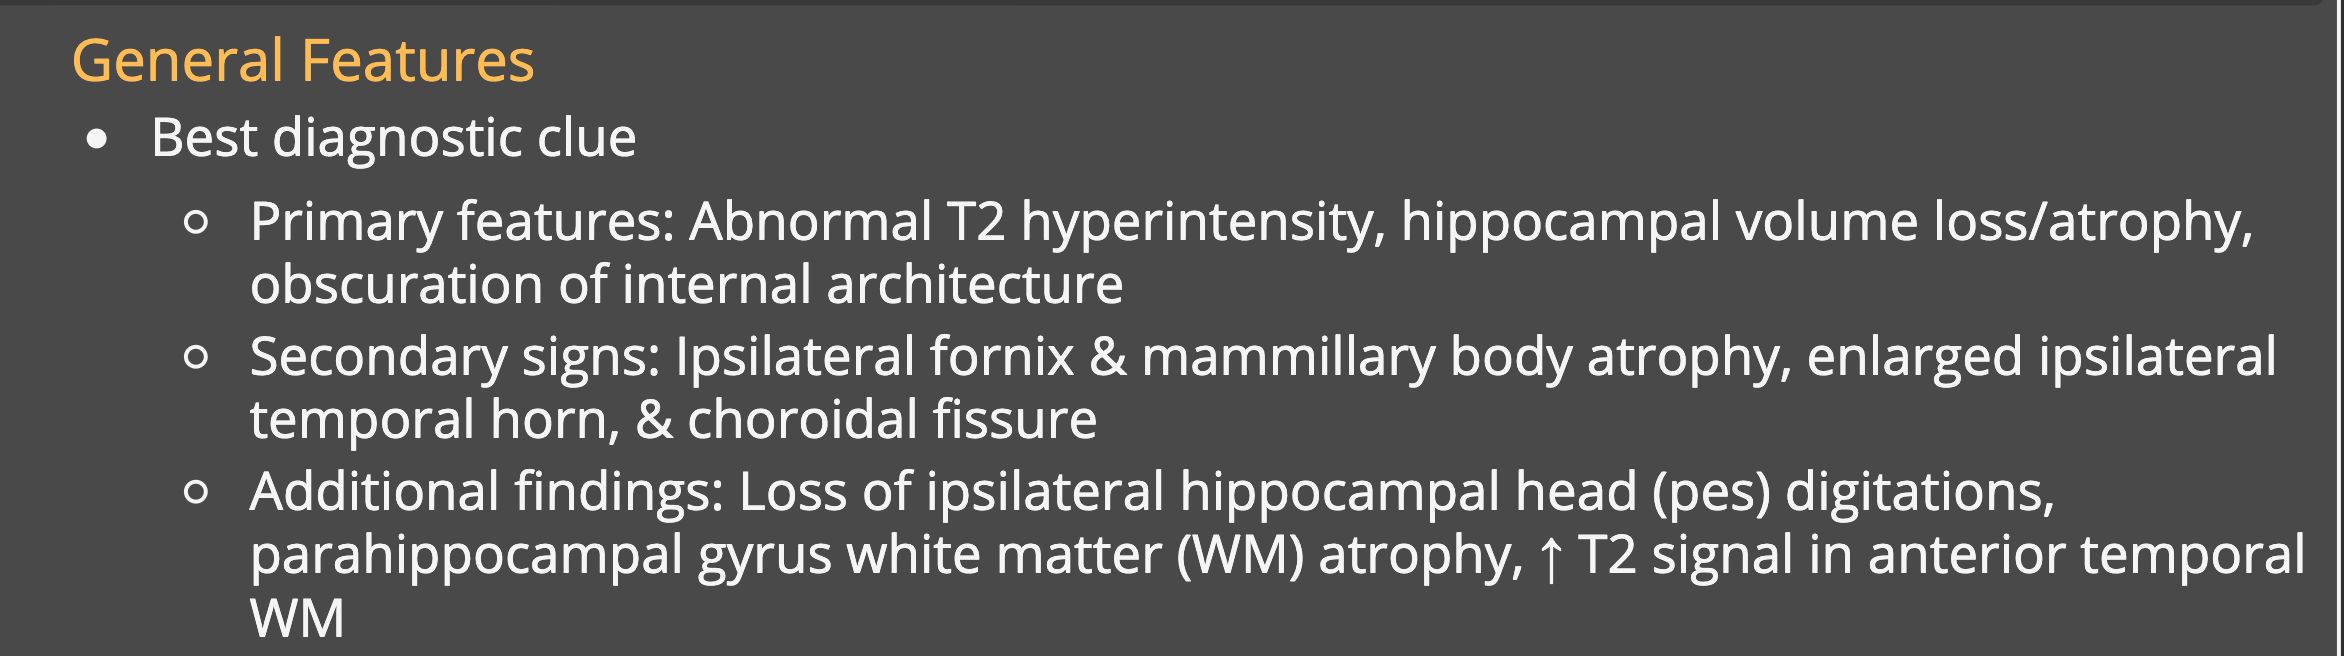 General Features
• Best diagnostic clue
○ Primary features: Abnormal T2 hyperintensity, hippocampal volume loss/atrophy,
obscuration of internal architecture
○ Secondary signs: Ipsilateral fornix & mammillary body atrophy, enlarged ipsilateral
temporal horn, & choroidal fissure
○ Additional findings: Loss of ipsilateral hippocampal head (pes) digitations,
parahippocampal gyrus white matter (WM) atrophy, ↑ T2 signal in anterior temporal
WM